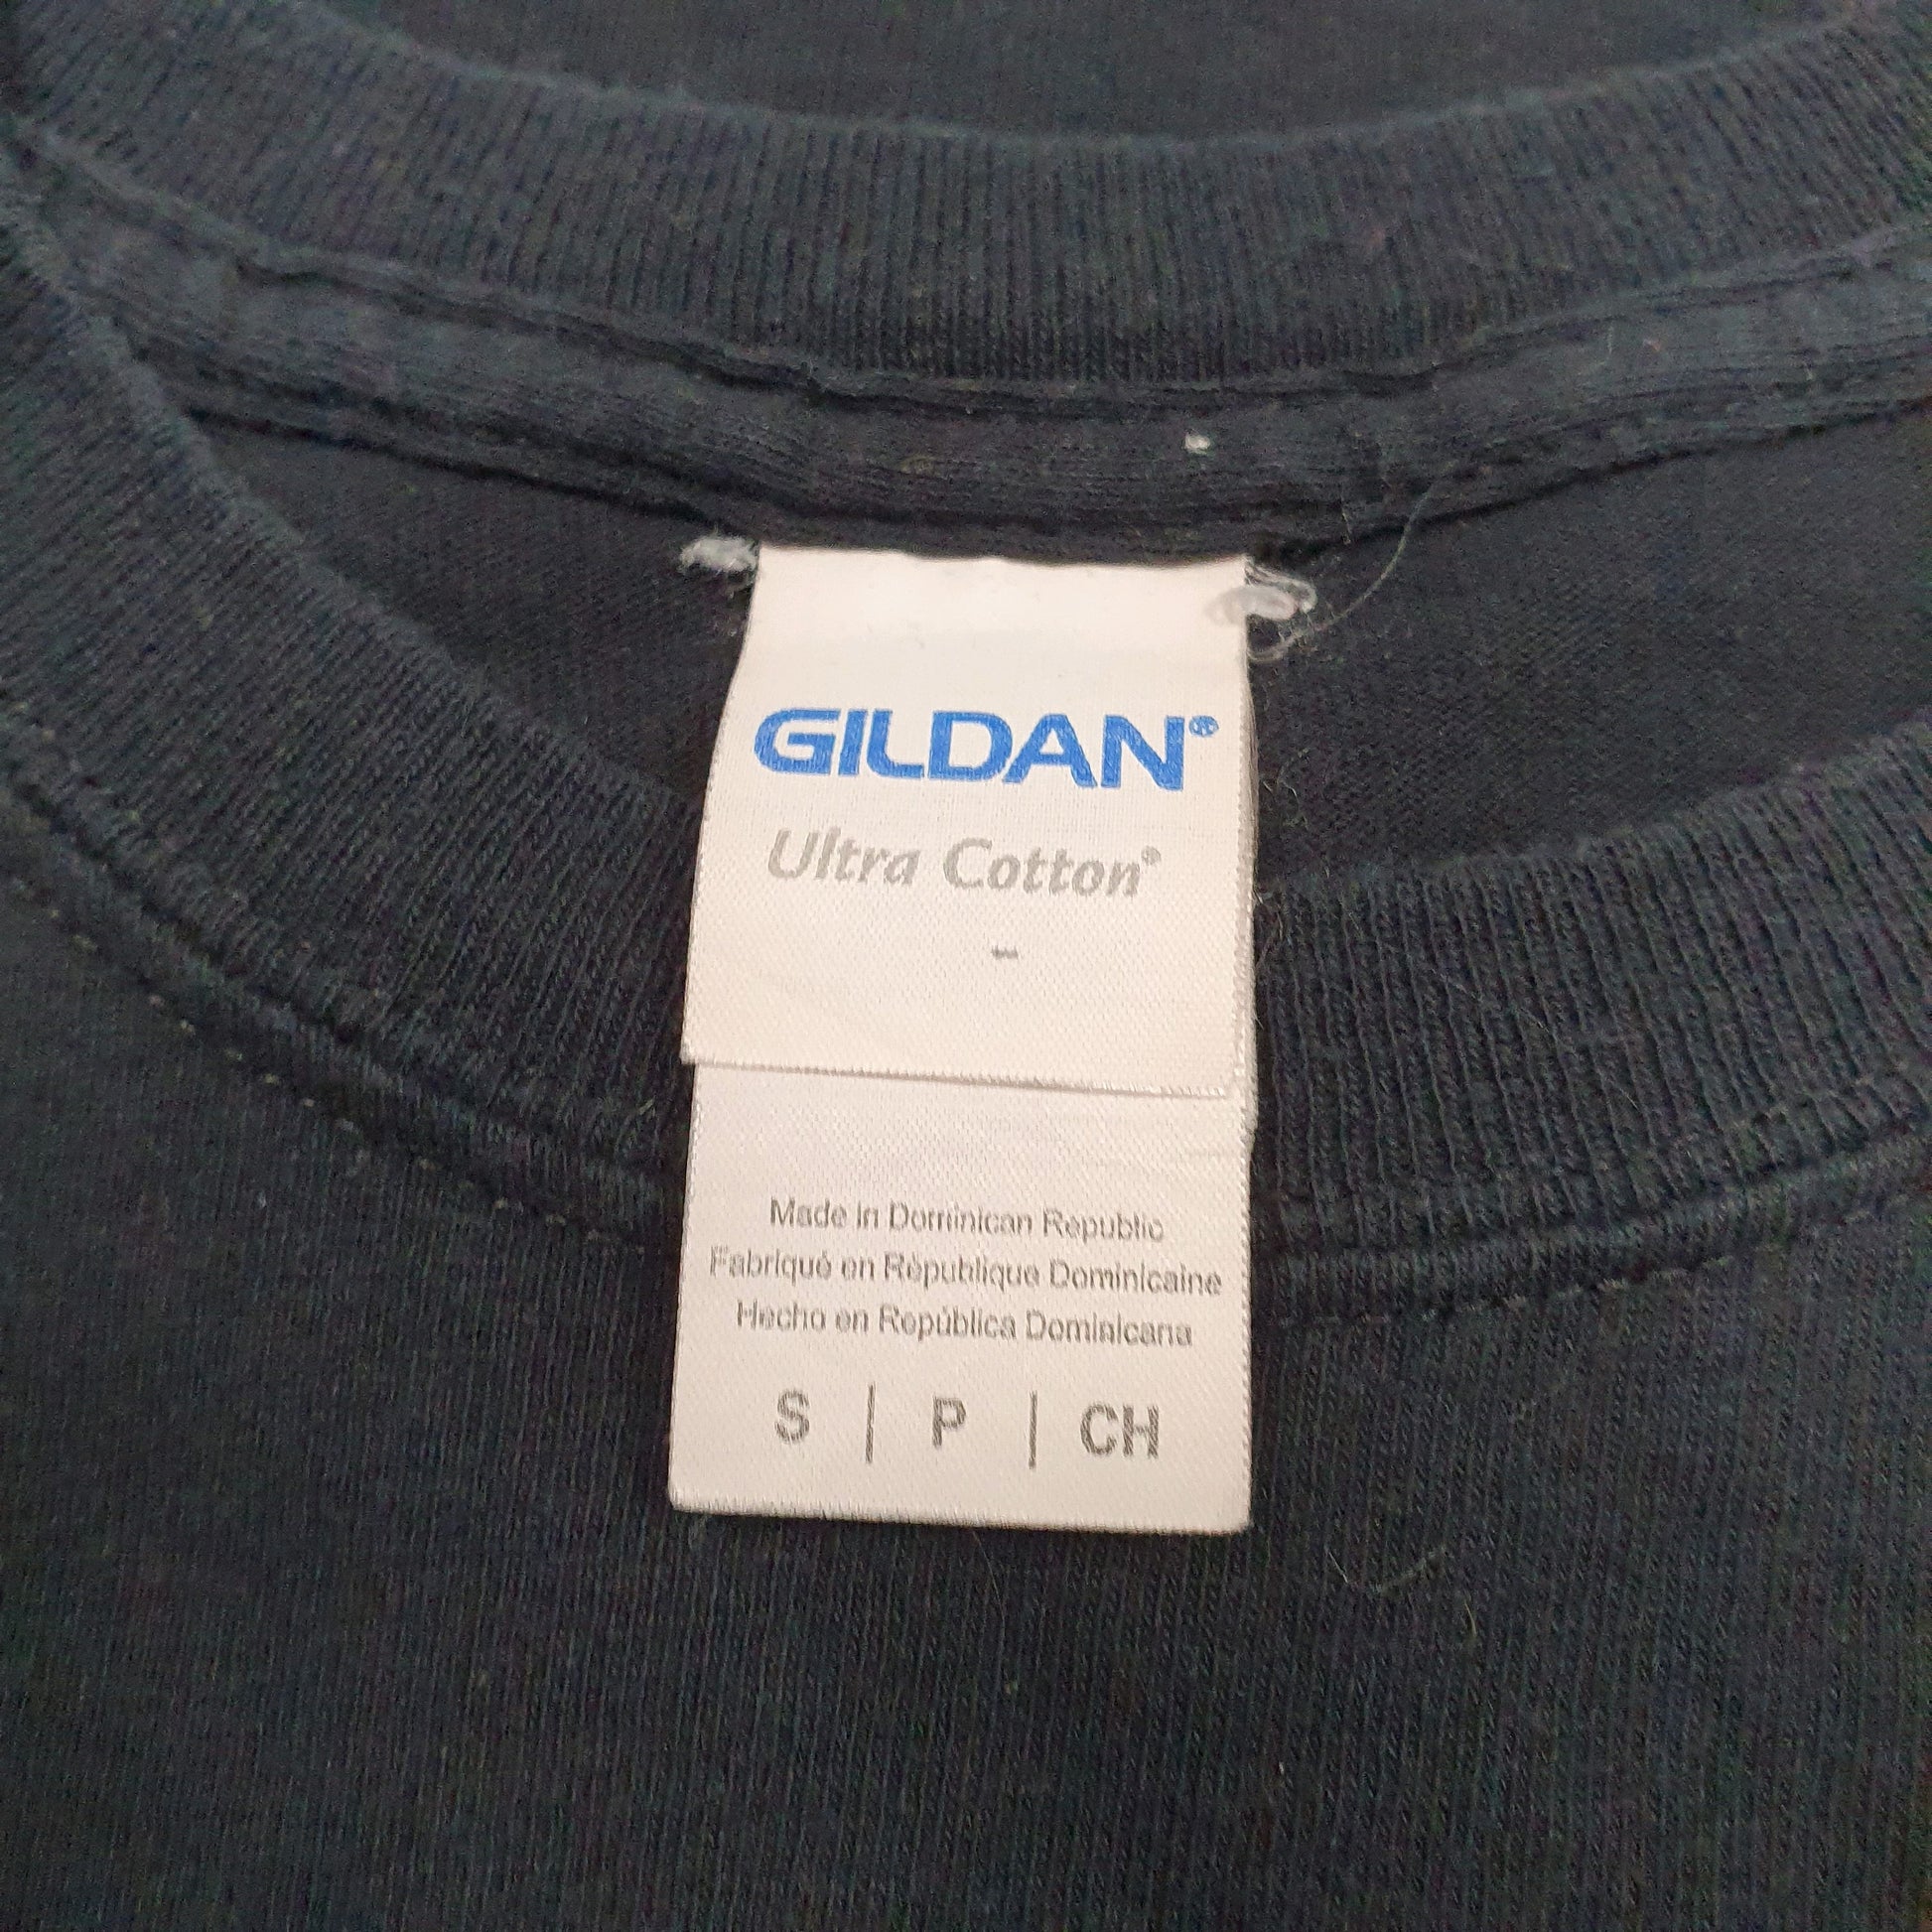 GILDAN®
Ultra Cotton®
-
Made in Dominican Republic
Fabriqué en République Dominicaine
Hecho en República Dominicana
S | P | CH